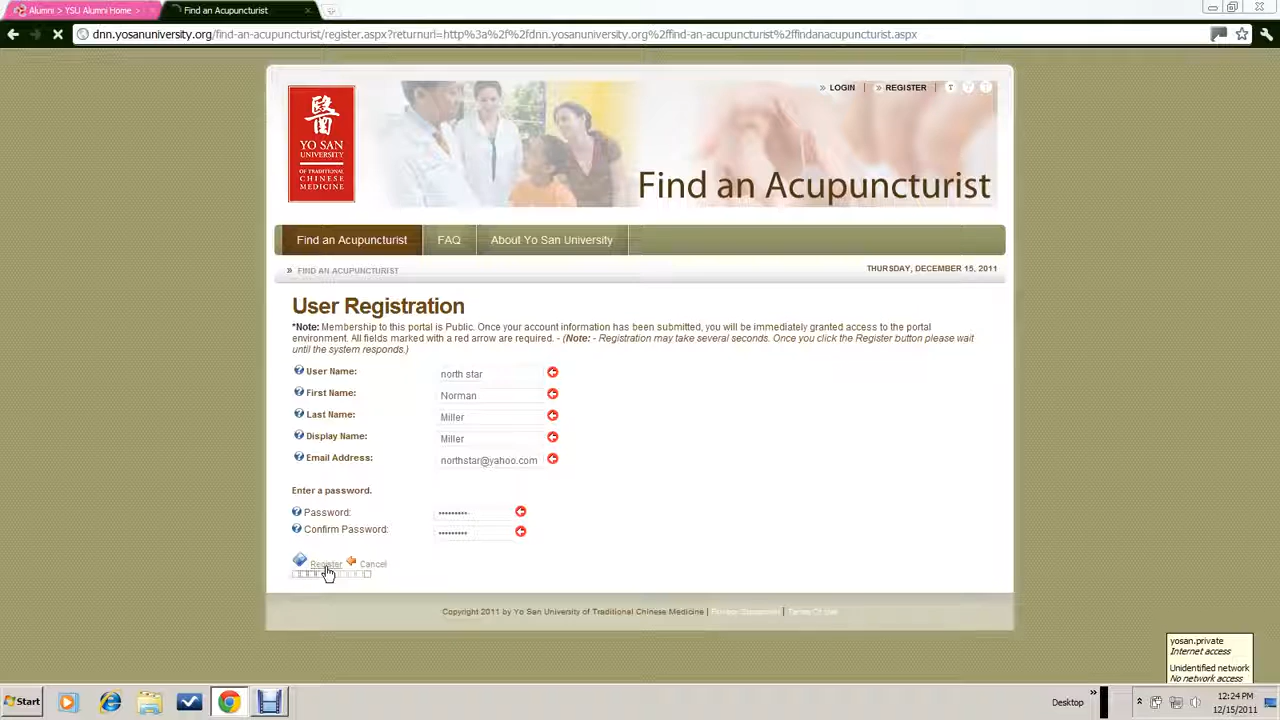 Alumni > YSU Alumni Home >
Find an Acupuncturist
dnn.yosanuniversity.org/find-an-acupuncturist/register.aspx?returnurl=http%3a%2f%2fdnn.yosanuniversity.org%2ffind-an-acupuncturist%2ffindanacupuncturist.aspx
» LOGIN | » REGISTER | T T T
醫
YO SAN
UNIVERSITY
OF TRADITIONAL
CHINESE
MEDICINE
Find an Acupuncturist
Find an Acupuncturist FAQ About Yo San University
» FIND AN ACUPUNCTURIST THURSDAY, DECEMBER 15, 2011
User Registration
*Note: Membership to this portal is Public. Once your account information has been submitted, you will be immediately granted access to the portal
environment. All fields marked with a red arrow are required. - (Note: - Registration may take several seconds. Once you click the Register button please wait
until the system responds.)
User Name: north star
First Name: Norman
Last Name: Miller
Display Name: Miller
Email Address: northstar@yahoo.com
Enter a password.
Password: •••••••••
Confirm Password: •••••••••
Register Cancel
Copyright 2011 by Yo San University of Traditional Chinese Medicine | Privacy Statement | Terms Of Use
yosan.private
Internet access
Unidentified network
No network access
Start Desktop » 12:24 PM
12/15/2011